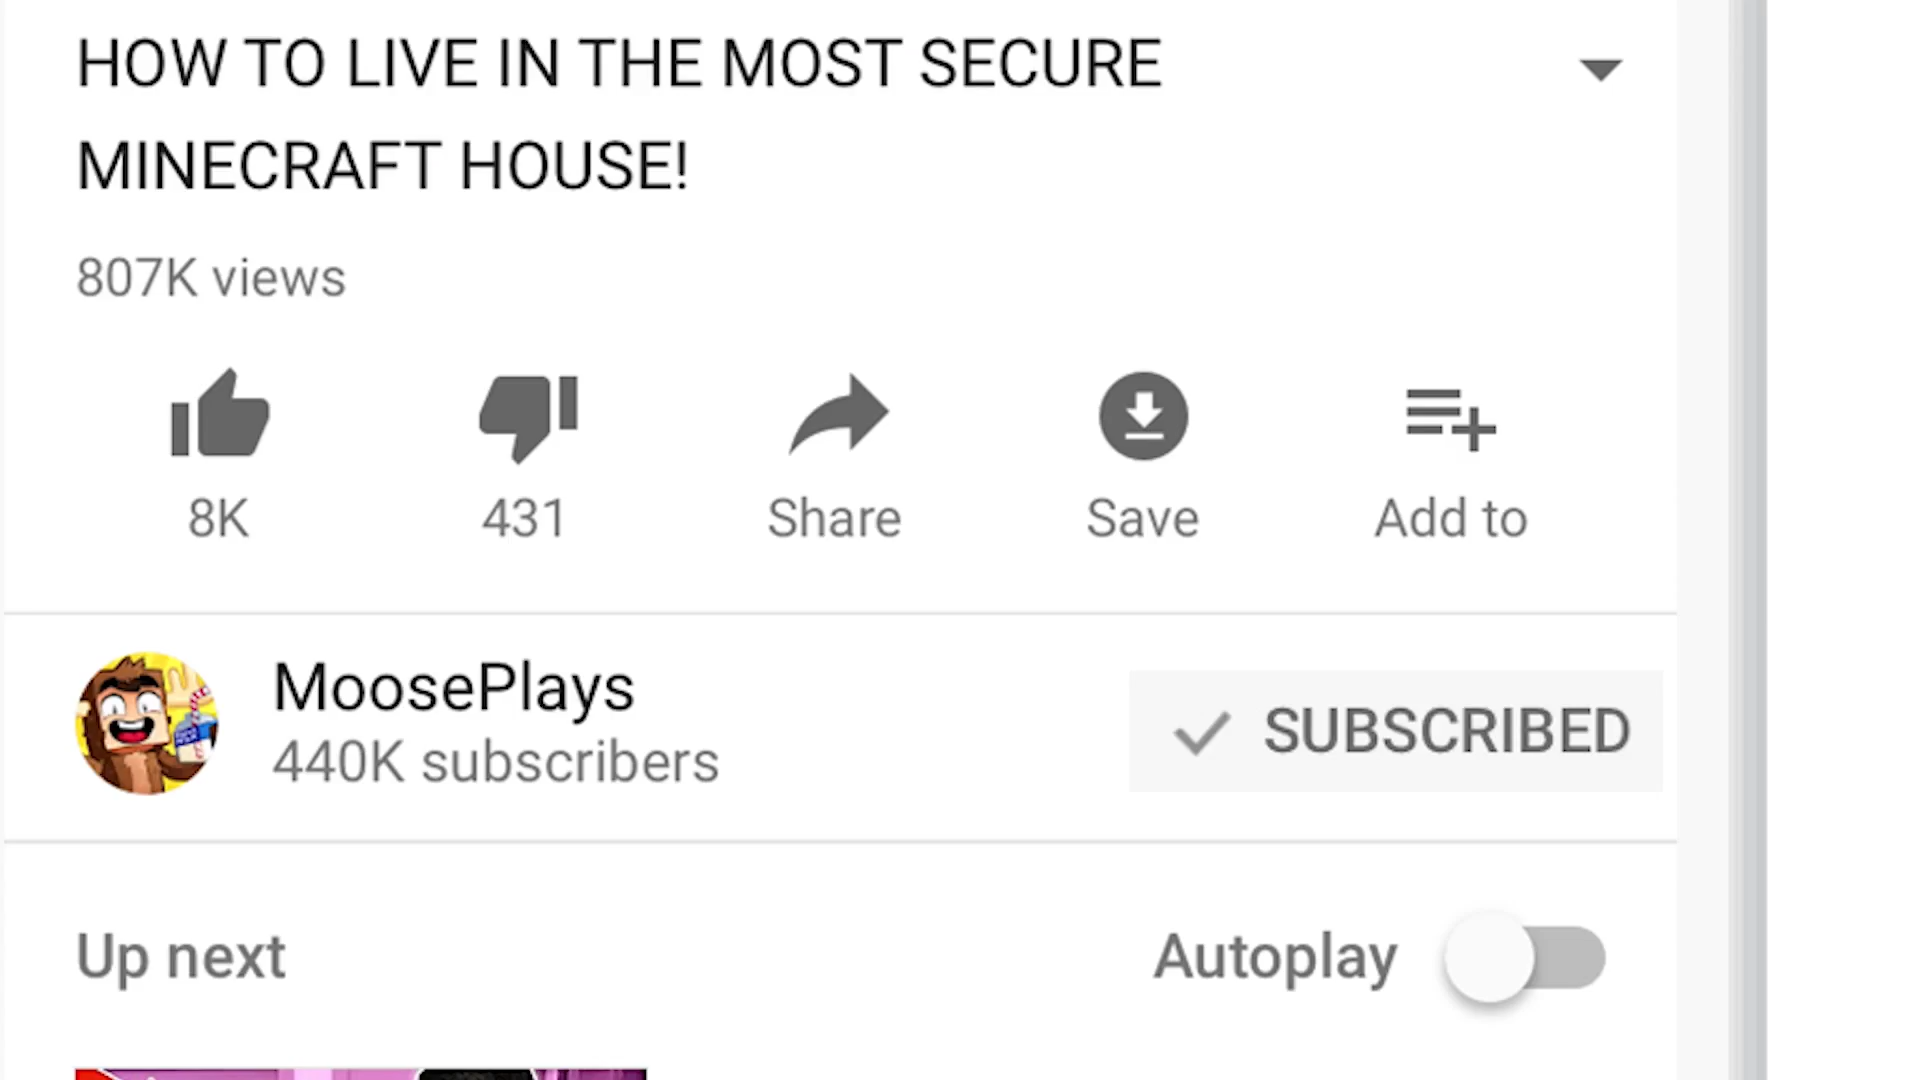 HOW TO LIVE IN THE MOST SECURE
MINECRAFT HOUSE!
807K views
8K
431
Share
Save
Add to
MoosePlays
440K subscribers
SUBSCRIBED
Up next
Autoplay